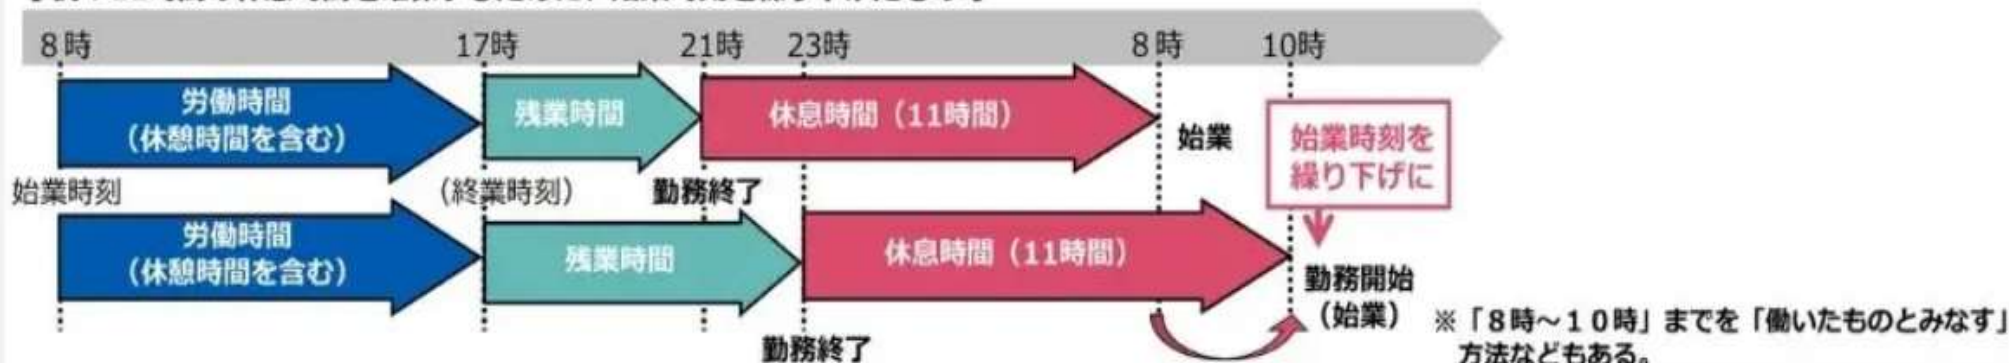 8時 17時 21時 23時 8時 10時
労働時間
(休憩時間を含む)
残業時間
休息時間(11時間)
始業
始業時刻を
繰り下げに
始業時刻
(終業時刻)
勤務終了
労働時間
(休憩時間を含む)
残業時間
休息時間(11時間)
勤務開始
(始業)
勤務終了
※「8時~10時」までを「働いたものとみなす」
方法などもある。